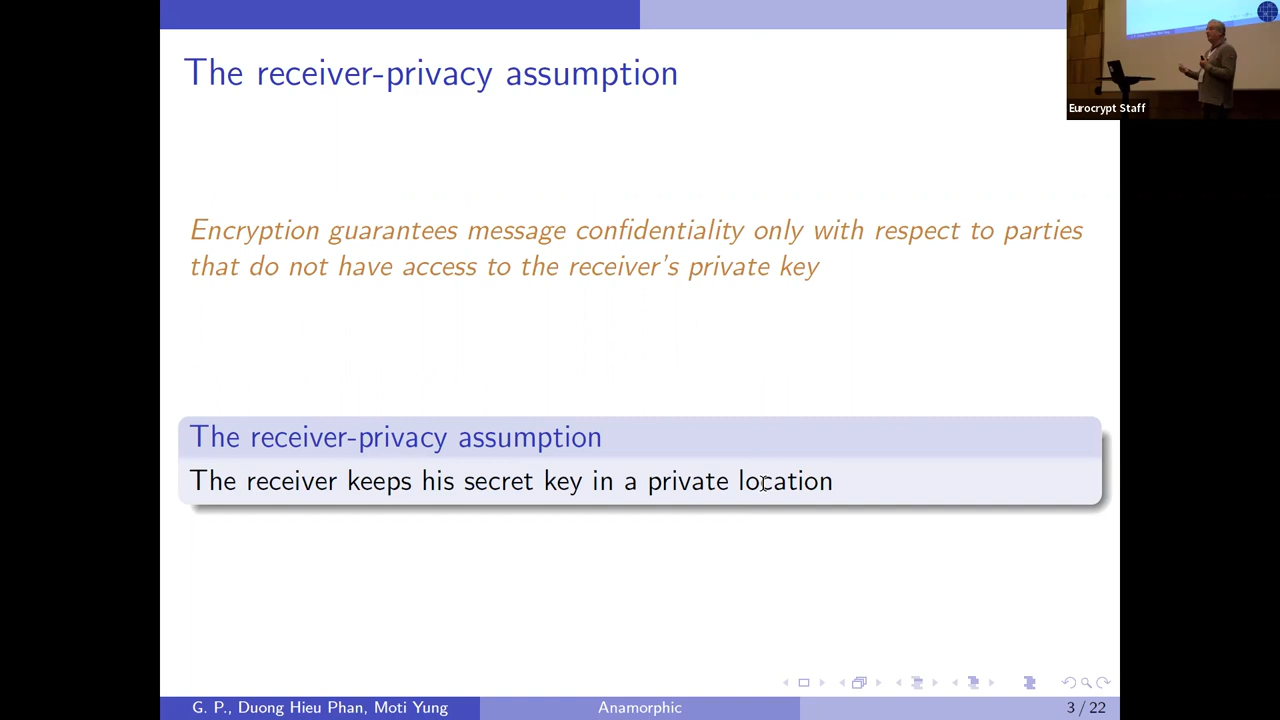 The receiver-privacy assumption
Eurocrypt Staff
Encryption guarantees message confidentiality only with respect to parties
that do not have access to the receiver's private key
The receiver-privacy assumption
The receiver keeps his secret key in a private location
G. P., Duong Hieu Phan, Moti Yung
Anamorphic
3 / 22